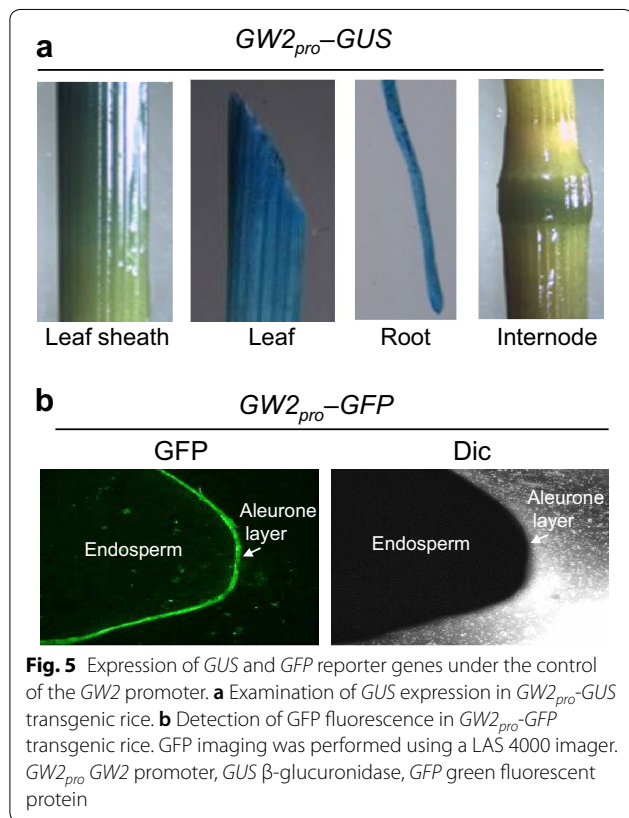 a
GW2pro–GUS
Leaf sheath Leaf Root Internode
b
GW2pro–GFP
GFP Dic
Endosperm Aleurone layer Endosperm Aleurone layer
Fig. 5 Expression of GUS and GFP reporter genes under the control
of the GW2 promoter. a Examination of GUS expression in GW2pro-GUS
transgenic rice. b Detection of GFP fluorescence in GW2pro-GFP
transgenic rice. GFP imaging was performed using a LAS 4000 imager.
GW2pro GW2 promoter, GUS β-glucuronidase, GFP green fluorescent
protein